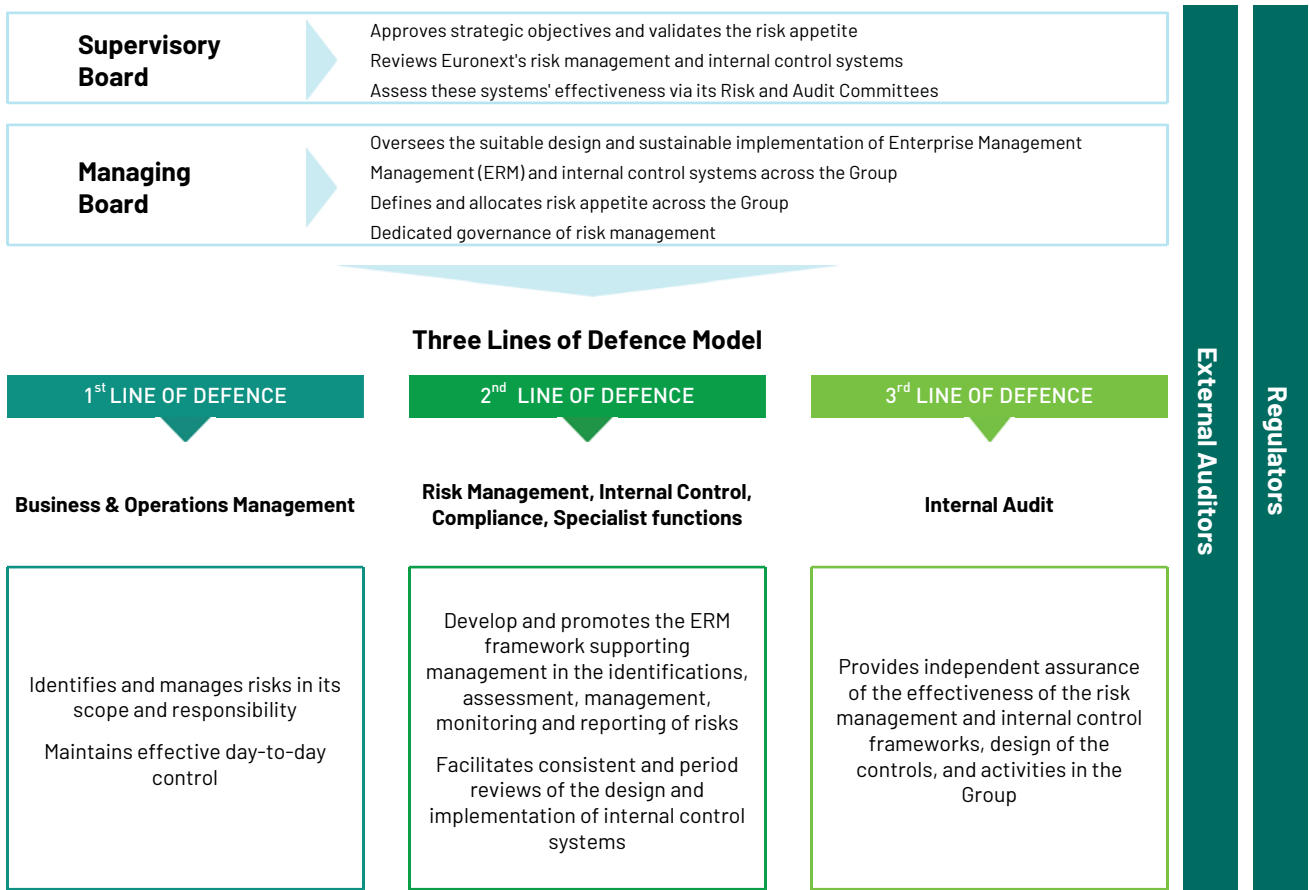 Supervisory
Board
Approves strategic objectives and validates the risk appetite
Reviews Euronext's risk management and internal control systems
Assess these systems' effectiveness via its Risk and Audit Committees
Managing
Board
Oversees the suitable design and sustainable implementation of Enterprise Management
Management (ERM) and internal control systems across the Group
Defines and allocates risk appetite across the Group
Dedicated governance of risk management
Three Lines of Defence Model
1st LINE OF DEFENCE
Business & Operations Management
Identifies and manages risks in its
scope and responsibility
Maintains effective day-to-day
control
2nd LINE OF DEFENCE
Risk Management, Internal Control,
Compliance, Specialist functions
Develop and promotes the ERM
framework supporting
management in the identifications,
assessment, management,
monitoring and reporting of risks
Facilitates consistent and period
reviews of the design and
implementation of internal control
systems
3rd LINE OF DEFENCE
Internal Audit
Provides independent assurance
of the effectiveness of the risk
management and internal control
frameworks, design of the
controls, and activities in the
Group
External Auditors
Regulators